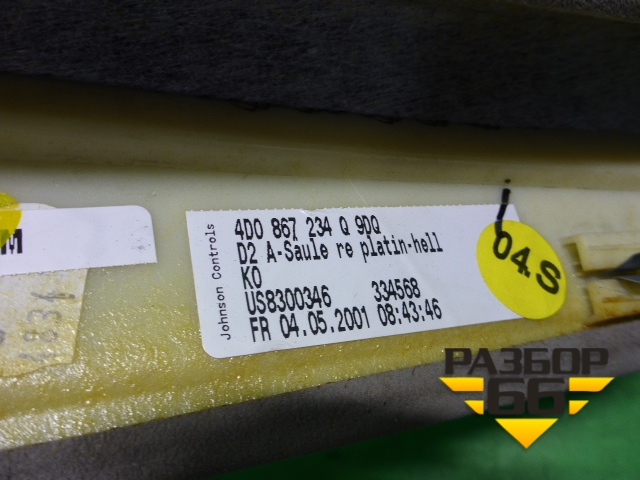 M
Johnson Controls
4D0 867 234 Q 9DQ
D2 A-Saule re platin-hell
KO
US8300346 334568
FR 04.05.2001 08:43:46
04.S
РАЗБОР
66